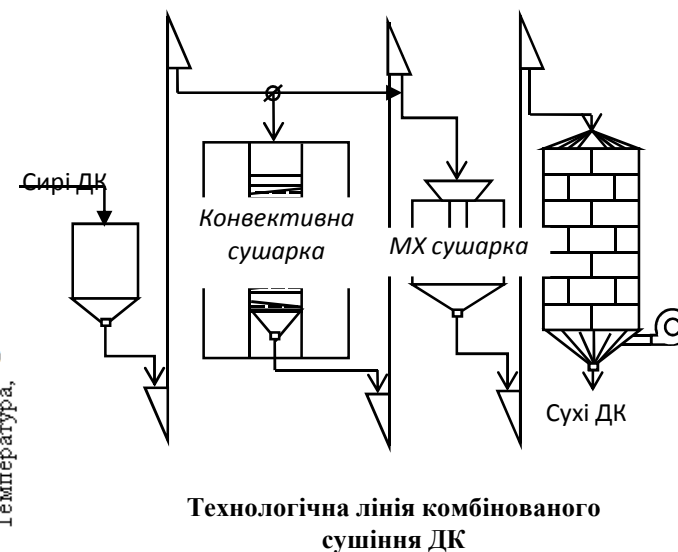 Сирі ДК
Конвективна
сушарка
МХ сушарка
Сухі ДК
Температура,
Технологічна лінія комбінованого
сушіння ДК